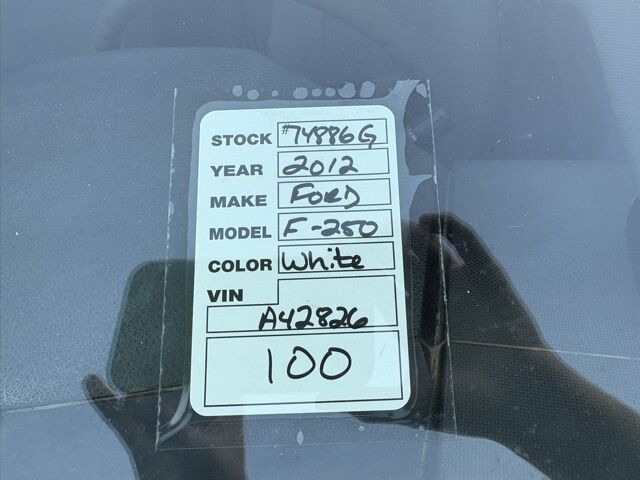 STOCK #74886G
YEAR 2012
MAKE FORD
MODEL F-250
COLOR White
VIN
A42826
100